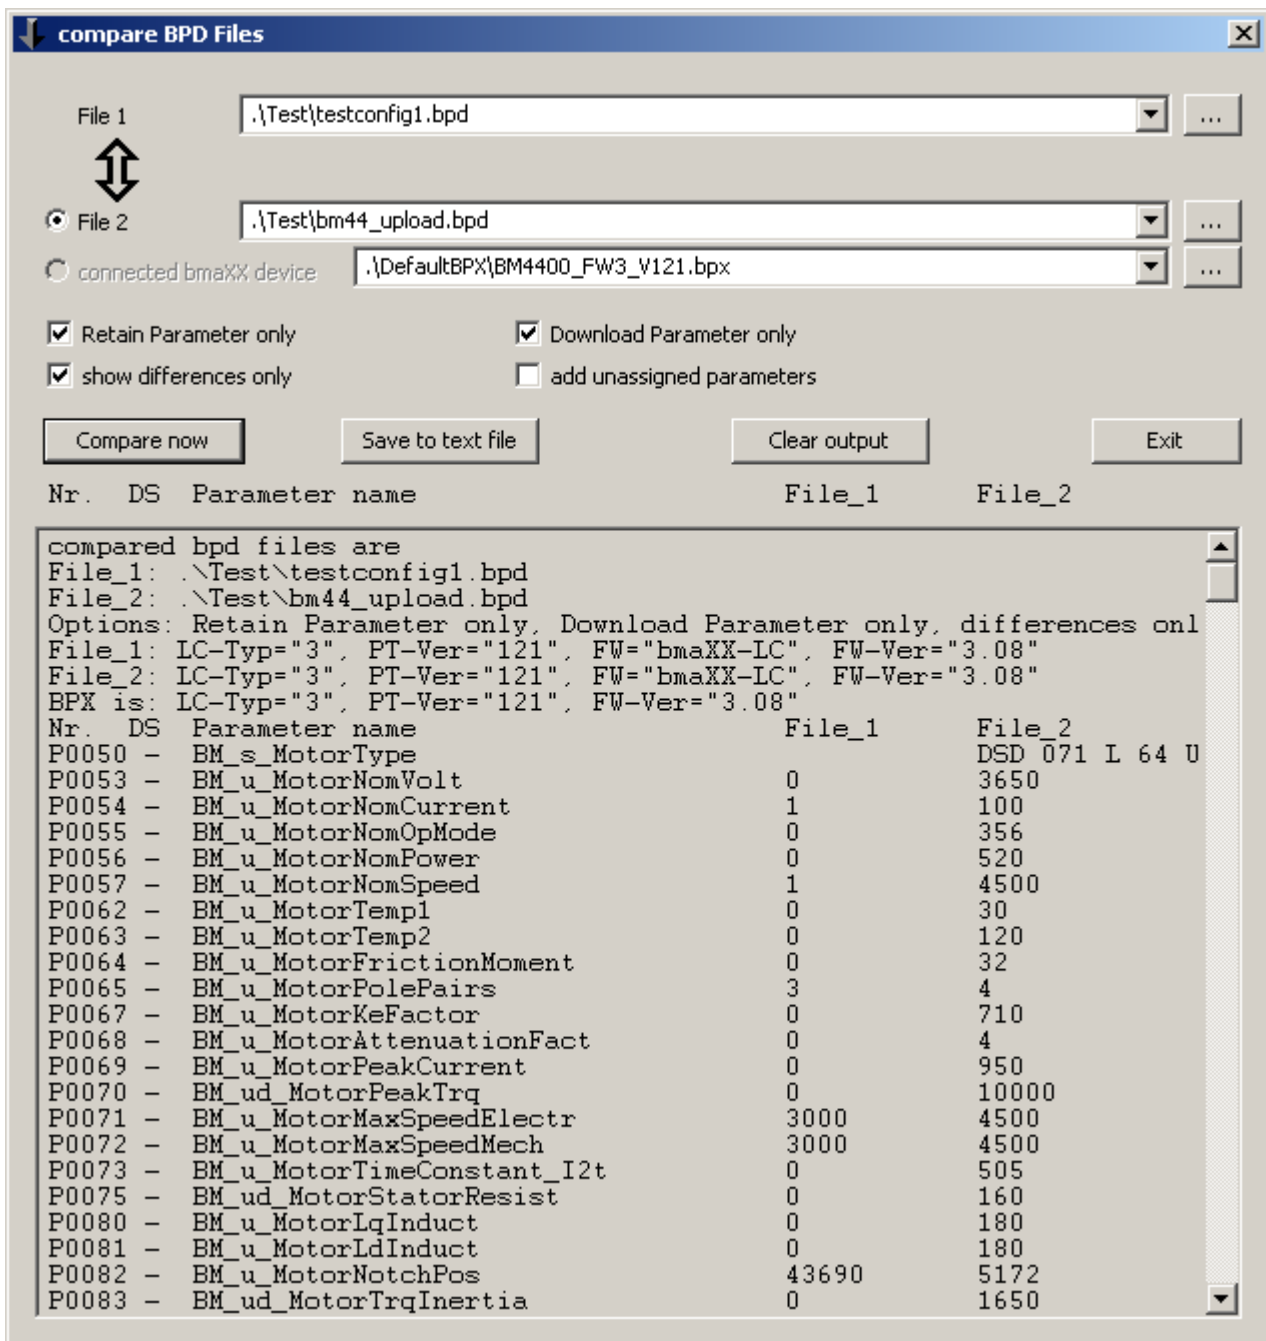 compare BPD Files
File 1 .\Test\testconfig1.bpd ...
File 2 .\Test\bm44_upload.bpd ...
connected bmaXX device .\DefaultBPX\BM4400_FW3_V121.bpx ...
Retain Parameter only Download Parameter only
show differences only add unassigned parameters
Compare now Save to text file Clear output Exit
Nr. DS Parameter name File_1 File_2
compared bpd files are
File_1: .\Test\testconfig1.bpd
File_2: .\Test\bm44_upload.bpd
Options: Retain Parameter only, Download Parameter only, differences onl
File_1: LC-Typ="3", PT-Ver="121", FW="bmaXX-LC", FW-Ver="3.08"
File_2: LC-Typ="3", PT-Ver="121", FW="bmaXX-LC", FW-Ver="3.08"
BPX is: LC-Typ="3", PT-Ver="121", FW-Ver="3.08"
Nr. DS Parameter name File_1 File_2
P0050 - BM_s_MotorType DSD 071 L 64 U
P0053 - BM_u_MotorNomVolt 0 3650
P0054 - BM_u_MotorNomCurrent 1 100
P0055 - BM_u_MotorNomOpMode 0 356
P0056 - BM_u_MotorNomPower 0 520
P0057 - BM_u_MotorNomSpeed 1 4500
P0062 - BM_u_MotorTemp1 0 30
P0063 - BM_u_MotorTemp2 0 120
P0064 - BM_u_MotorFrictionMoment 0 32
P0065 - BM_u_MotorPolePairs 3 4
P0067 - BM_u_MotorKeFactor 0 710
P0068 - BM_u_MotorAttenuationFact 0 4
P0069 - BM_u_MotorPeakCurrent 0 950
P0070 - BM_ud_MotorPeakTrq 0 10000
P0071 - BM_u_MotorMaxSpeedElectr 3000 4500
P0072 - BM_u_MotorMaxSpeedMech 3000 4500
P0073 - BM_u_MotorTimeConstant_I2t 0 505
P0075 - BM_ud_MotorStatorResist 0 160
P0080 - BM_u_MotorLqInduct 0 180
P0081 - BM_u_MotorLdInduct 0 180
P0082 - BM_u_MotorNotchPos 43690 5172
P0083 - BM_ud_MotorTrqInertia 0 1650